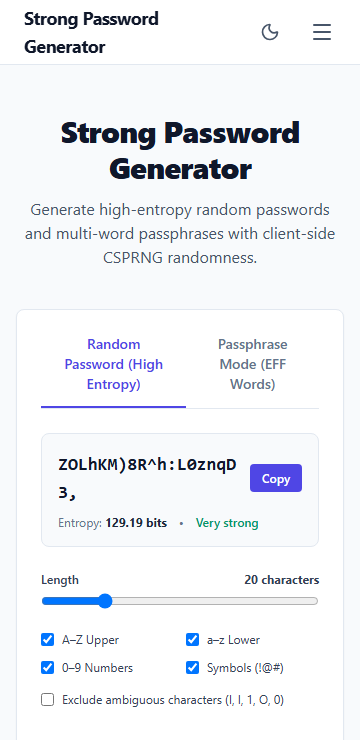 Strong Password
Generator
Strong Password
Generator
Generate high-entropy random passwords
and multi-word passphrases with client-side
CSPRNG randomness.
Random
Password (High
Entropy)
Passphrase
Mode (EFF
Words)
ZOLhKM)8R^h:L0znqD
3,
Copy
Entropy: 129.19 bits • Very strong
Length 20 characters
A–Z Upper
a–z Lower
0–9 Numbers
Symbols (!@#)
Exclude ambiguous characters (l, I, 1, O, 0)